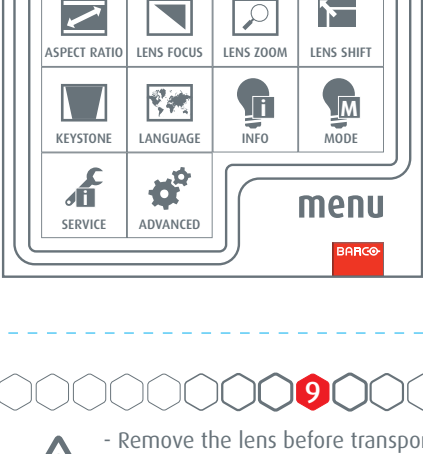 ASPECT RATIO LENS FOCUS LENS ZOOM LENS SHIFT
i M
KEYSTONE LANGUAGE INFO MODE
i
SERVICE ADVANCED
menu
BARCO
9
- Remove the lens before transpor